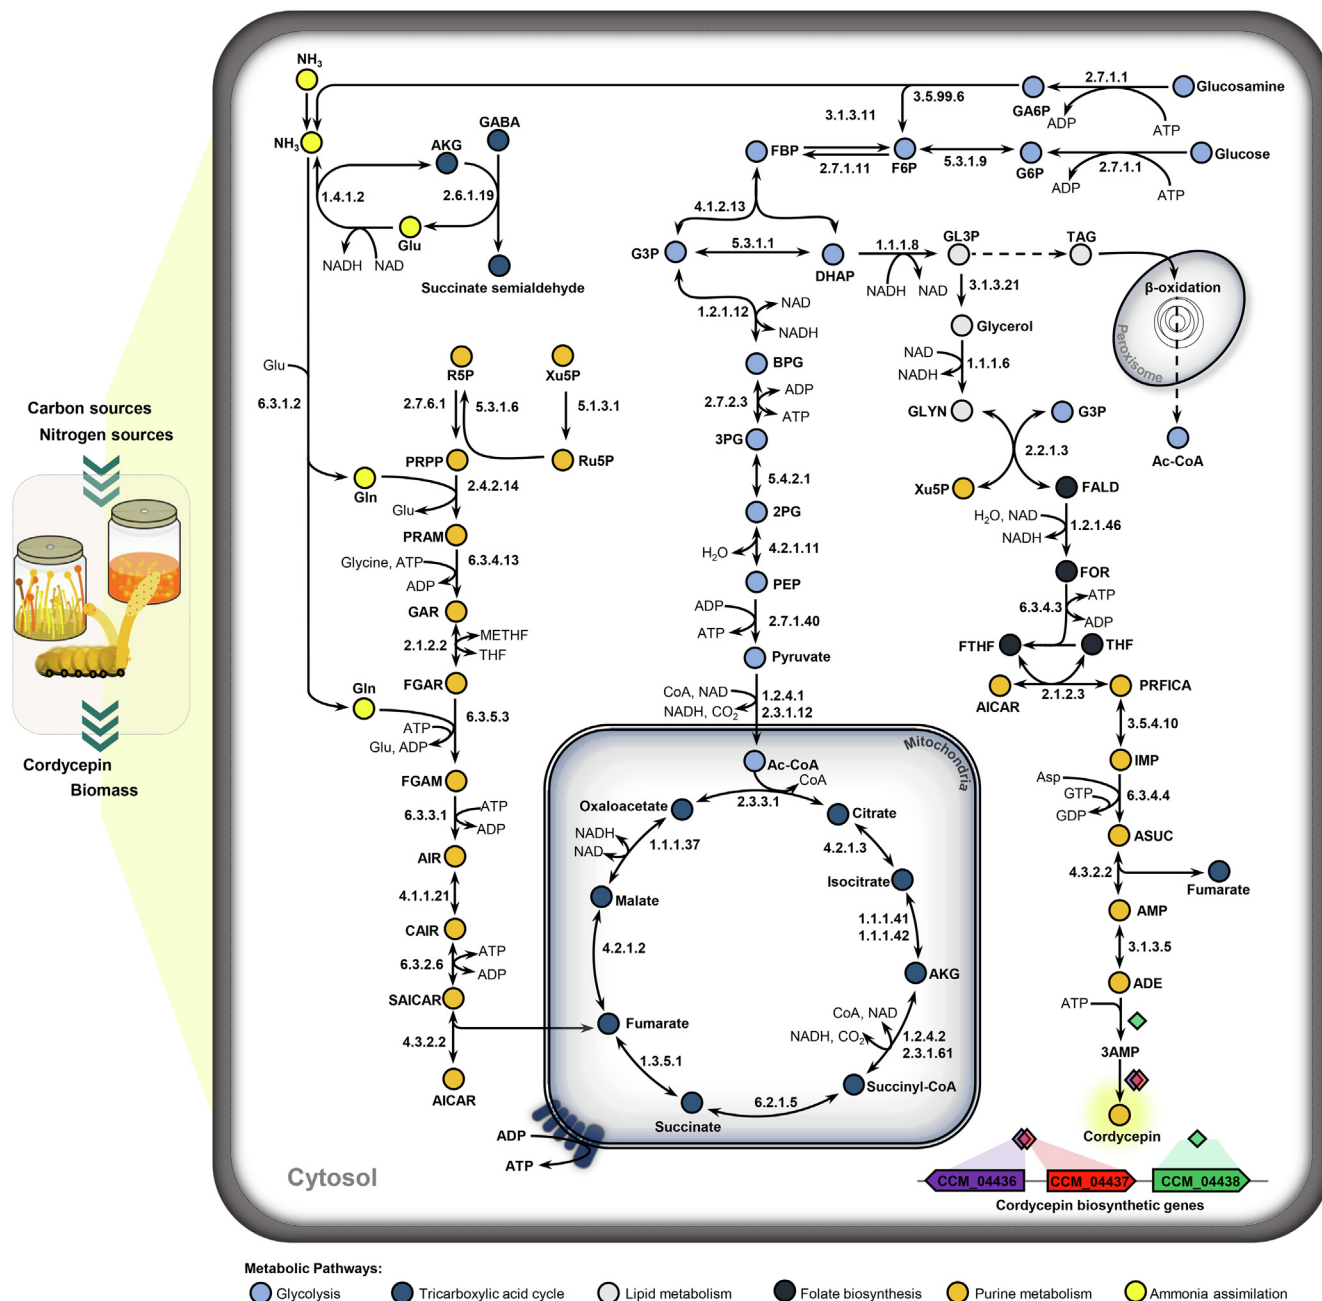 Carbon sources
Nitrogen sources
Cordycepin
Biomass
NH3
NH3
1.4.1.2
AKG
GABA
2.6.1.19
Glu
NADH NAD
Succinate semialdehyde
3.5.99.6
3.1.3.11
GA6P
2.7.1.1
Glucosamine
ADP
ATP
FBP
2.7.1.11
F6P
5.3.1.9
G6P
2.7.1.1
Glucose
ADP
ATP
4.1.2.13
G3P
5.3.1.1
DHAP
1.1.1.8
NADH NAD
GL3P
TAG
β-oxidation
Peroxisome
Ac-CoA
3.1.3.21
Glycerol
NAD
NADH
1.1.1.6
GLYN
G3P
2.2.1.3
Xu5P
FALD
H2O, NAD
NADH
1.2.1.46
FOR
6.3.4.3
ATP
ADP
FTHF
THF
AICAR
2.1.2.3
PRFICA
3.5.4.10
IMP
Asp
GTP
GDP
6.3.4.4
ASUC
4.3.2.2
Fumarate
AMP
3.1.3.5
ADE
ATP
3AMP
Cordycepin
CCM_04436
CCM_04437
CCM_04438
Cordycepin biosynthetic genes
1.2.1.12
NAD
NADH
BPG
2.7.2.3
ADP
ATP
3PG
5.4.2.1
2PG
H2O
4.2.1.11
PEP
ADP
ATP
2.7.1.40
Pyruvate
CoA, NAD
NADH, CO2
1.2.4.1
2.3.1.12
Mitochondria
Ac-CoA
CoA
2.3.3.1
Oxaloacetate
Citrate
NADH
NAD
1.1.1.37
4.2.1.3
Isocitrate
Malate
1.1.1.41
1.1.1.42
4.2.1.2
AKG
CoA, NAD
NADH, CO2
1.2.4.2
2.3.1.61
Fumarate
1.3.5.1
Succinyl-CoA
6.2.1.5
Succinate
ADP
ATP
Glu
6.3.1.2
R5P
Xu5P
2.7.6.1
5.3.1.6
5.1.3.1
PRPP
Ru5P
Gln
2.4.2.14
Glu
PRAM
Glycine, ATP
ADP
6.3.4.13
GAR
2.1.2.2
METHF
THF
FGAR
Gln
6.3.5.3
ATP
Glu, ADP
FGAM
6.3.3.1
ATP
ADP
AIR
4.1.1.21
CAIR
6.3.2.6
ATP
ADP
SAICAR
4.3.2.2
AICAR
Cytosol
Metabolic Pathways:
Glycolysis
Tricarboxylic acid cycle
Lipid metabolism
Folate biosynthesis
Purine metabolism
Ammonia assimilation